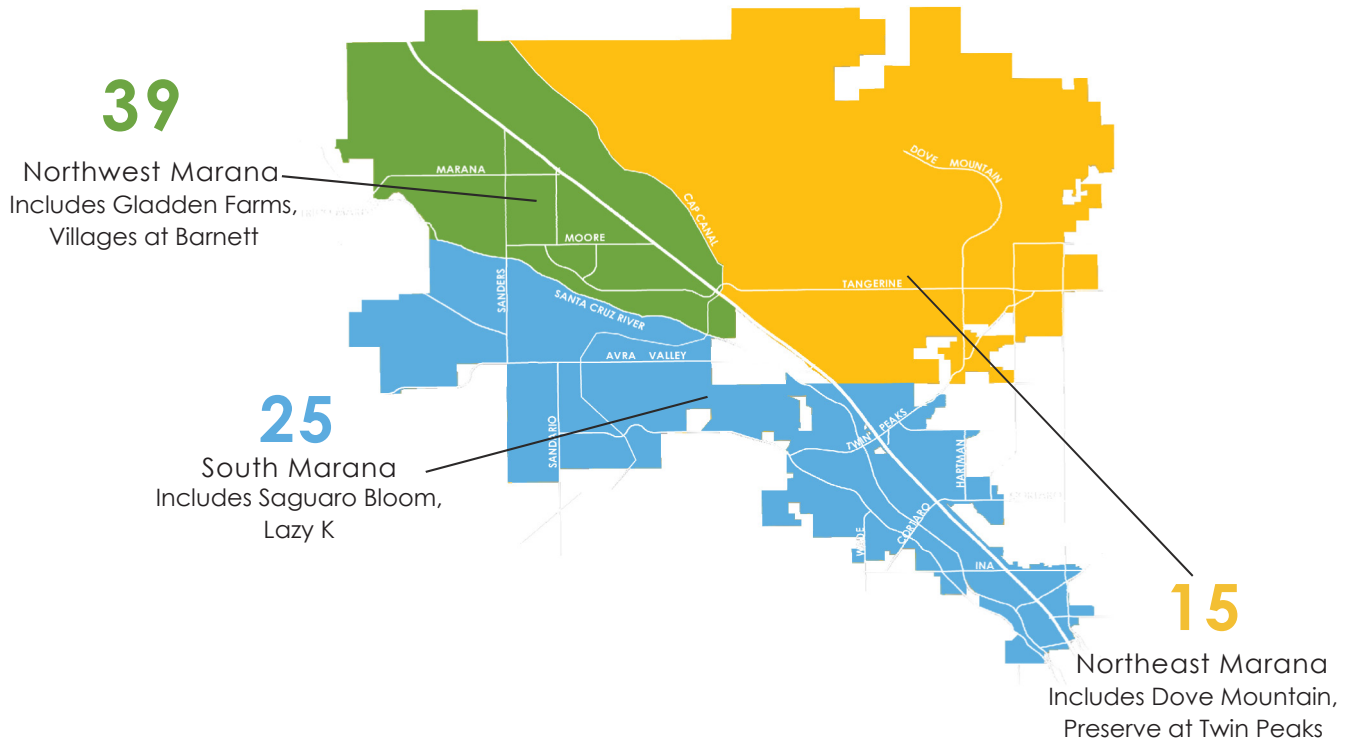 39
Northwest Marana
Includes Gladden Farms,
Villages at Barnett
MARANA
MOORE
SANDERS
SANTA CRUZ RIVER
CAP CANAL
DOVE MOUNTAIN
TANGERINE
AVRA VALLEY
25
South Marana
Includes Saguaro Bloom,
Lazy K
SANDARIO
TWIN PEAKS
HARTMAN
CORTARO
INA
15
Northeast Marana
Includes Dove Mountain,
Preserve at Twin Peaks